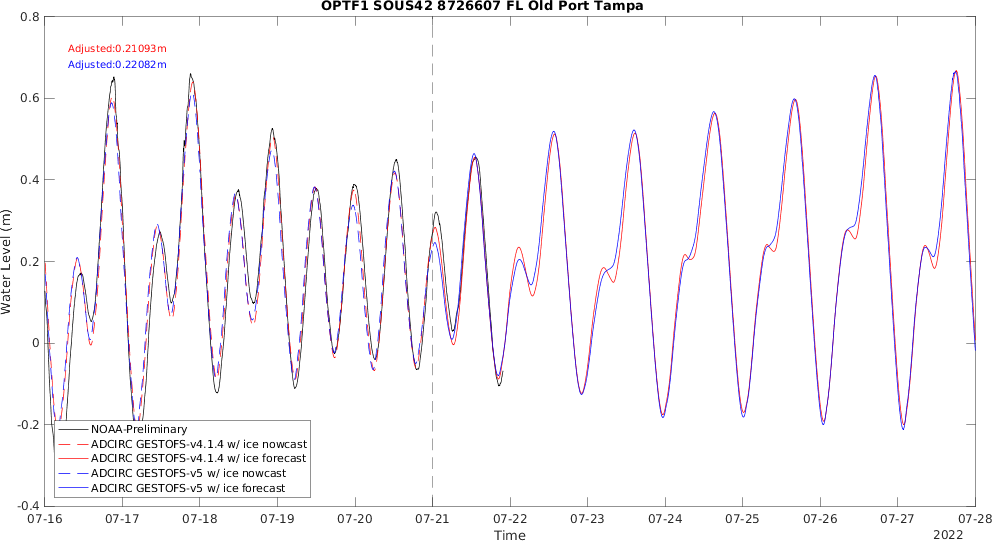 OPTF1 SOUS42 8726607 FL Old Port Tampa
Adjusted:0.21093m
Adjusted:0.22082m
0.8
0.6
0.4
0.2
0
-0.2
-0.4
Water Level (m)
NOAA-Preliminary
ADCIRC GESTOFS-v4.1.4 w/ ice nowcast
ADCIRC GESTOFS-v4.1.4 w/ ice forecast
ADCIRC GESTOFS-v5 w/ ice nowcast
ADCIRC GESTOFS-v5 w/ ice forecast
07-16 07-17 07-18 07-19 07-20 07-21 07-22 07-23 07-24 07-25 07-26 07-27 07-28
Time
2022